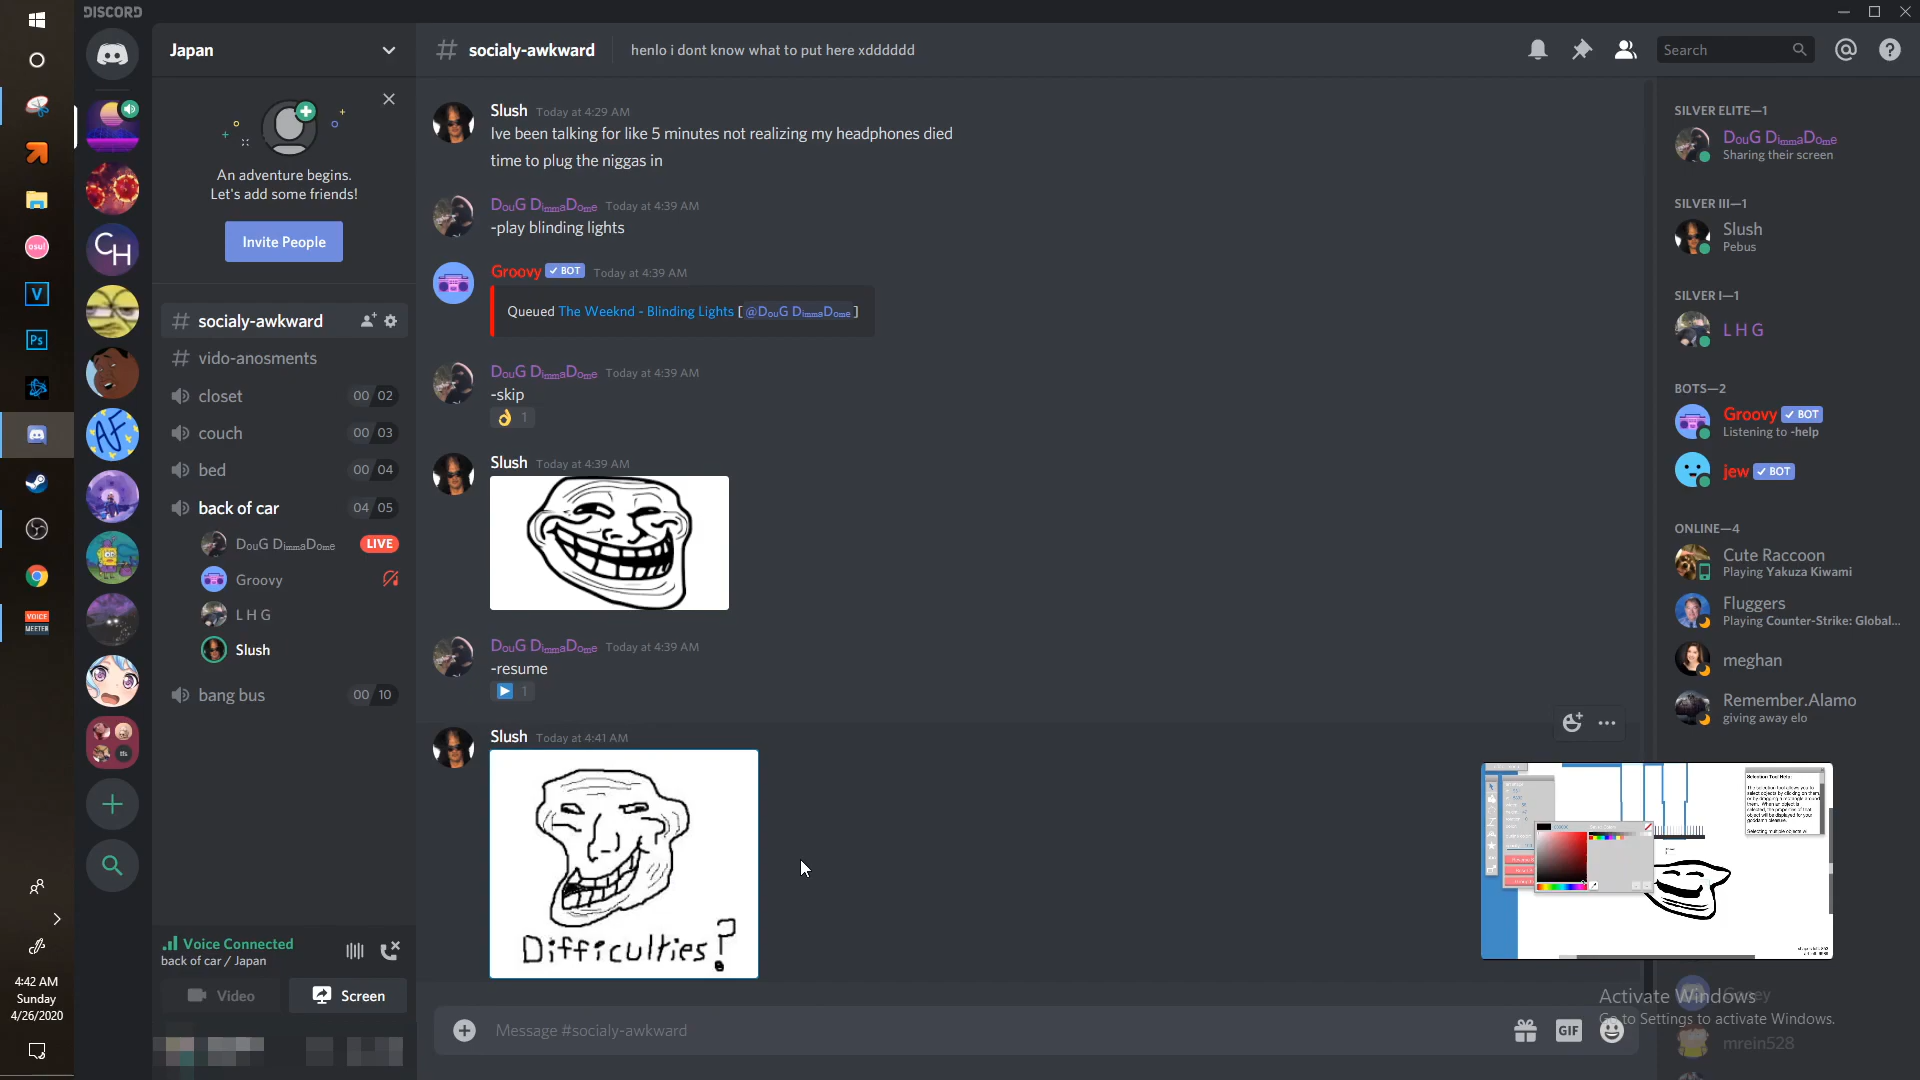 DISCORD
Japan
# socialy-awkward
henlo i dont know what to put here xdddddd
Search
An adventure begins.
Let's add some friends!
Invite People
# socialy-awkward
# vido-anosments
closet 00 02
couch 00 03
bed 00 04
back of car 04 05
DouG DimmaDome LIVE
Groovy
L H G
Slush
bang bus 00 10
Voice Connected
back of car / Japan
Video
Screen
Slush Today at 4:29 AM
Ive been talking for like 5 minutes not realizing my headphones died
time to plug the niggas in
DouG DimmaDome Today at 4:39 AM
-play blinding lights
Groovy BOT Today at 4:39 AM
Queued The Weeknd - Blinding Lights [@DouG DimmaDome]
DouG DimmaDome Today at 4:39 AM
-skip
1
Slush Today at 4:39 AM
DouG DimmaDome Today at 4:39 AM
-resume
1
Slush Today at 4:41 AM
Difficulties?
Message #socialy-awkward
GIF
SILVER ELITE—1
DouG DimmaDome
Sharing their screen
SILVER III—1
Slush
Pebus
SILVER I—1
L H G
BOTS—2
Groovy BOT
Listening to -help
jew BOT
ONLINE—4
Cute Raccoon
Playing Yakuza Kiwami
Fluggers
Playing Counter-Strike: Global...
meghan
Remember.Alamo
giving away elo
Selection Tool Help:
Activate Windows
Go to Settings to activate Windows.
mrein528
CH
AF
osu!
V
Ps
VOICE
MEETER
4:42 AM
Sunday
4/26/2020